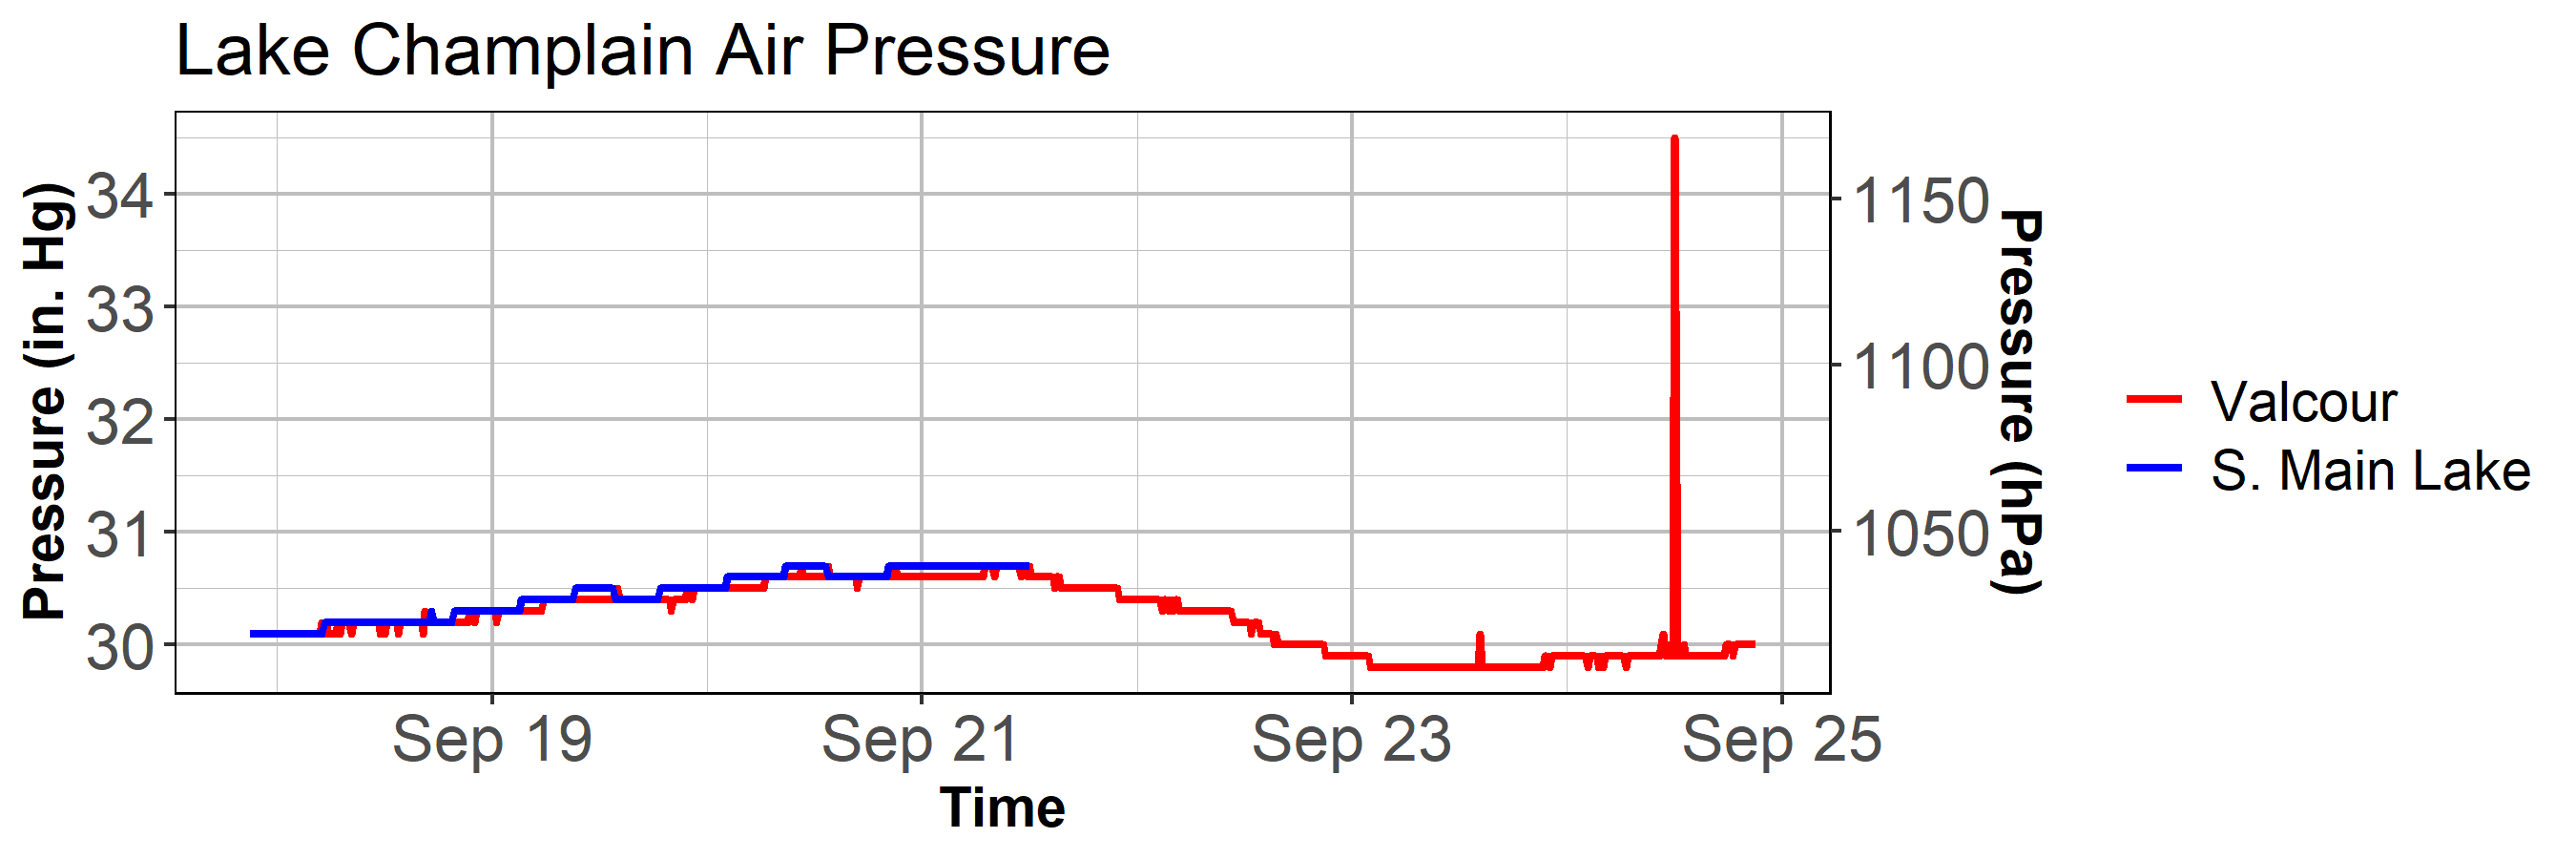 Lake Champlain Air Pressure
Pressure (in. Hg)
34
33
32
31
30
1150
1100
1050
Pressure (hPa)
Valcour
S. Main Lake
Sep 19
Sep 21
Sep 23
Sep 25
Time